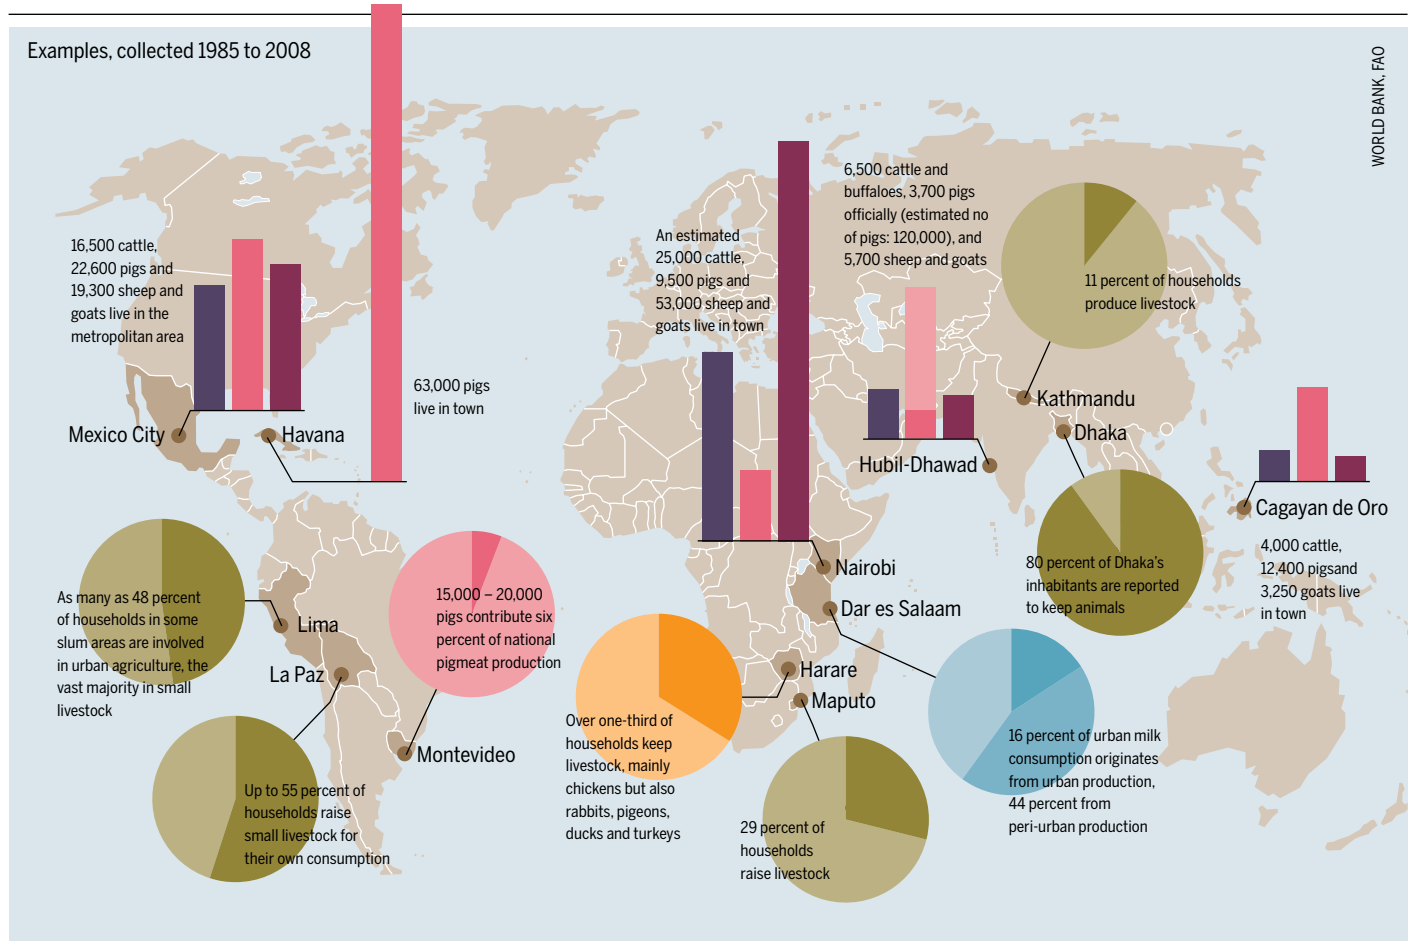 Examples, collected 1985 to 2008
WORLD BANK, FAO
16,500 cattle,
22,600 pigs and
19,300 sheep and
goats live in the
metropolitan area
Mexico City
Havana
63,000 pigs
live in town
An estimated
25,000 cattle,
9,500 pigs and
53,000 sheep and
goats live in town
6,500 cattle and
buffaloes, 3,700 pigs
officially (estimated no
of pigs: 120,000), and
5,700 sheep and goats
11 percent of households
produce livestock
Kathmandu
Dhaka
Hubil-Dhawad
80 percent of Dhaka's
inhabitants are reported
to keep animals
Cagayan de Oro
4,000 cattle,
12,400 pigsand
3,250 goats live
in town
As many as 48 percent
of households in some
slum areas are involved
in urban agriculture, the
vast majority in small
livestock
Lima
La Paz
15,000 – 20,000
pigs contribute six
percent of national
pigmeat production
Montevideo
Up to 55 percent of
households raise
small livestock for
their own consumption
Nairobi
Dar es Salaam
Harare
Maputo
Over one-third of
households keep
livestock, mainly
chickens but also
rabbits, pigeons,
ducks and turkeys
29 percent of
households
raise livestock
16 percent of urban milk
consumption originates
from urban production,
44 percent from
peri-urban production